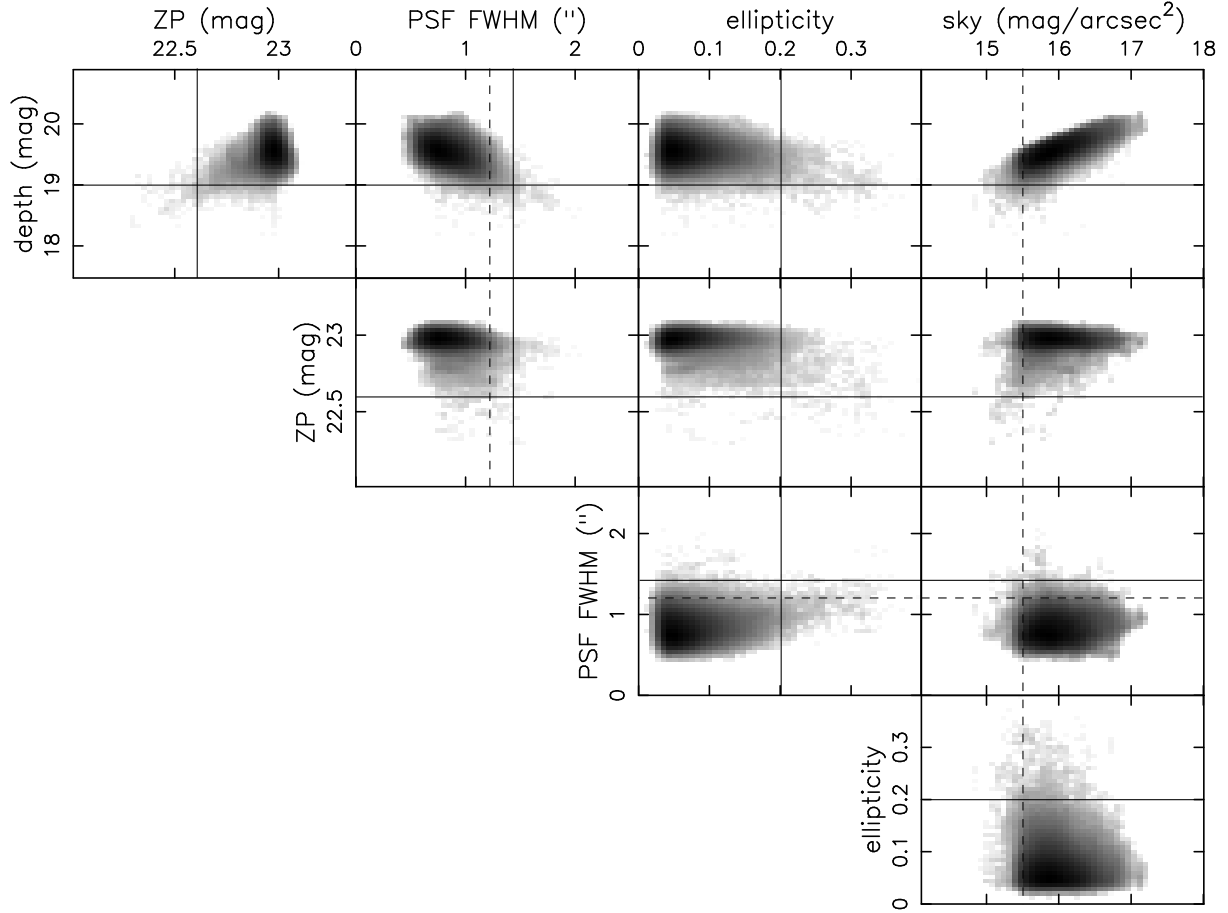 ZP (mag) PSF FWHM (") ellipticity sky (mag/arcsec²)
22.5 23 0 1 2 0 0.1 0.2 0.3 15 16 17 18
depth (mag)
20
19
18
ZP (mag)
23
22.5
PSF FWHM (")
2
1
0
ellipticity
0.3
0.2
0.1
0